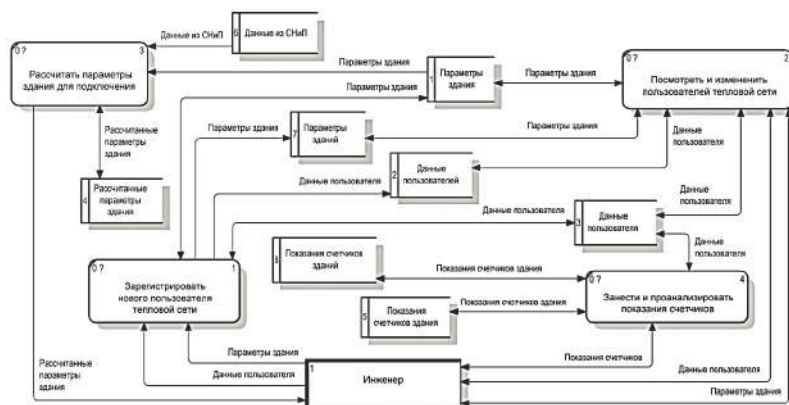 Данные из СНиП
6
Данные из СНиП
0 ?
3
Рассчитать параметры
здания для подключения
Параметры здания
1
Параметры
здания
Параметры здания
0 ?
2
Посмотреть и измененить
пользователей тепловой сети
Параметры здания
Рассчитанные
параметры
здания
Параметры здания
7
Параметры
зданий
Параметры здания
Данные
пользователя
4
Рассчитанные
параметры
здания
Данные пользователя
2
Данные
пользователей
Данные
пользователя
Данные пользователя
3
Данные
пользователя
Данные
пользователя
0 ?
1
Зарегистрировать
нового пользователя
тепловой сети
Показания счетчиков
зданий
Показания счетчиков здания
0 ?
4
Занести и проанализировать
показания счетчиков
5
Показания
счетчиков здания
Показания счетчиков здания
Рассчитанные
параметры
здания
Параметры здания
Данные пользователя
1
Инженер
Показания счетчиков
Данные пользователя
Параметры здания